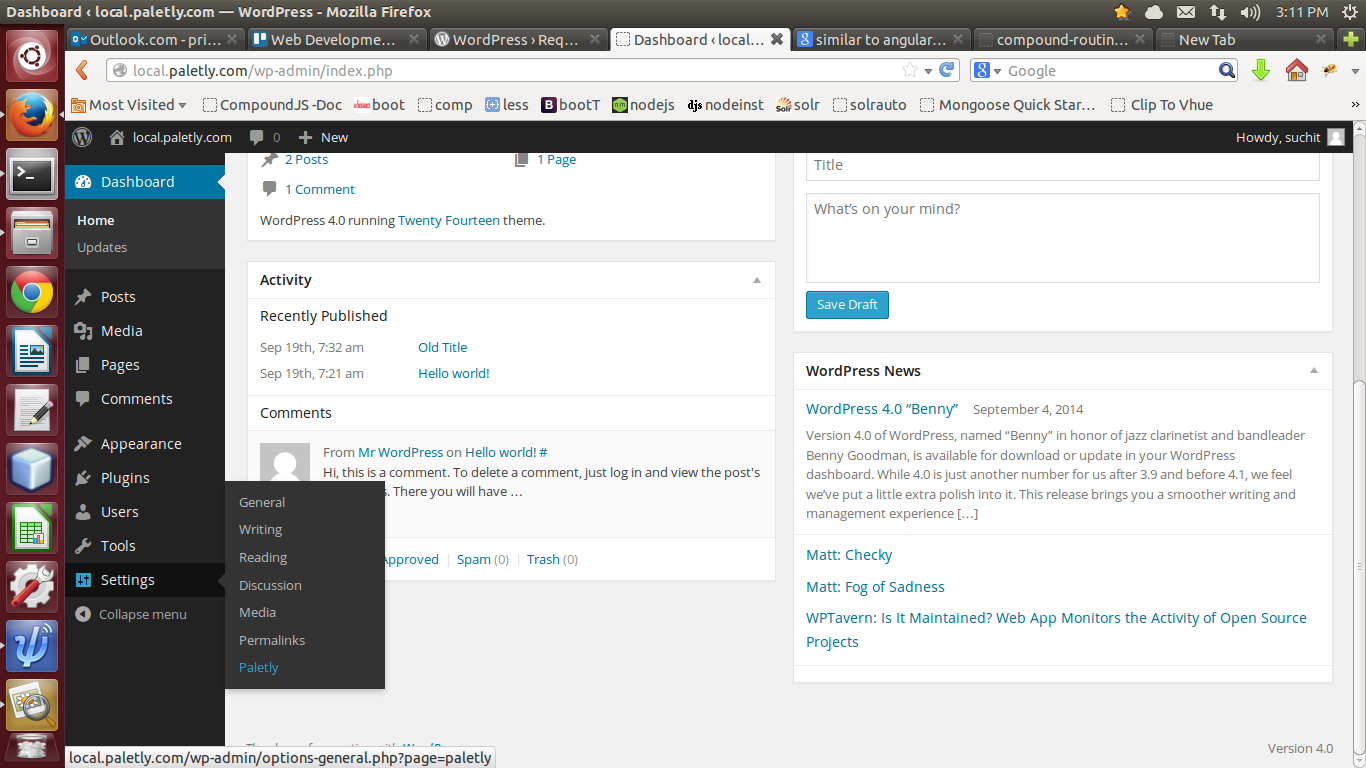 Dashboard ‹ local.paletly.com — WordPress - Mozilla Firefox
3:11 PM
Outlook.com - pri...
Web Developme...
WordPress › Req...
Dashboard ‹ local...
similar to angular...
compound-routin...
New Tab
local.paletly.com/wp-admin/index.php
Google
Most Visited
CompoundJS -Doc
boot
comp
less
B bootT
nodejs
djs nodeinst
Solr solr
solrauto
Mongoose Quick Star...
Clip To Vhue
»
local.paletly.com
0
New
Howdy, suchit
Dashboard
Home
Updates
Posts
Media
Pages
Comments
Appearance
Plugins
Users
Tools
Settings
Collapse menu
General
Writing
Reading
Discussion
Media
Permalinks
Paletly
2 Posts
1 Page
1 Comment
WordPress 4.0 running Twenty Fourteen theme.
Activity
Recently Published
Sep 19th, 7:32 am Old Title
Sep 19th, 7:21 am Hello world!
Comments
From Mr WordPress on Hello world! #
Hi, this is a comment. To delete a comment, just log in and view the post's
s. There you will have …
Approved | Spam (0) | Trash (0)
Title
What's on your mind?
Save Draft
WordPress News
WordPress 4.0 “Benny” September 4, 2014
Version 4.0 of WordPress, named “Benny” in honor of jazz clarinetist and bandleader
Benny Goodman, is available for download or update in your WordPress
dashboard. While 4.0 is just another number for us after 3.9 and before 4.1, we feel
we've put a little extra polish into it. This release brings you a smoother writing and
management experience […]
Matt: Checky
Matt: Fog of Sadness
WPTavern: Is It Maintained? Web App Monitors the Activity of Open Source
Projects
Version 4.0
local.paletly.com/wp-admin/options-general.php?page=paletly